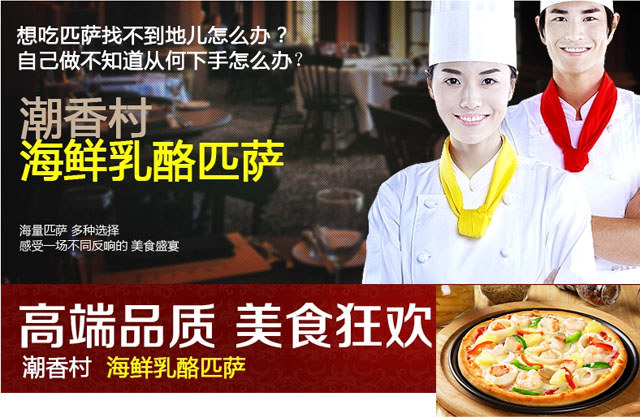 想吃匹萨找不到地儿怎么办？
自己做不知道从何下手怎么办？
潮香村
海鲜乳酪匹萨
海量匹萨 多种选择
感受一场不同反响的 美食盛宴
高端品质 美食狂欢
潮香村 海鲜乳酪匹萨